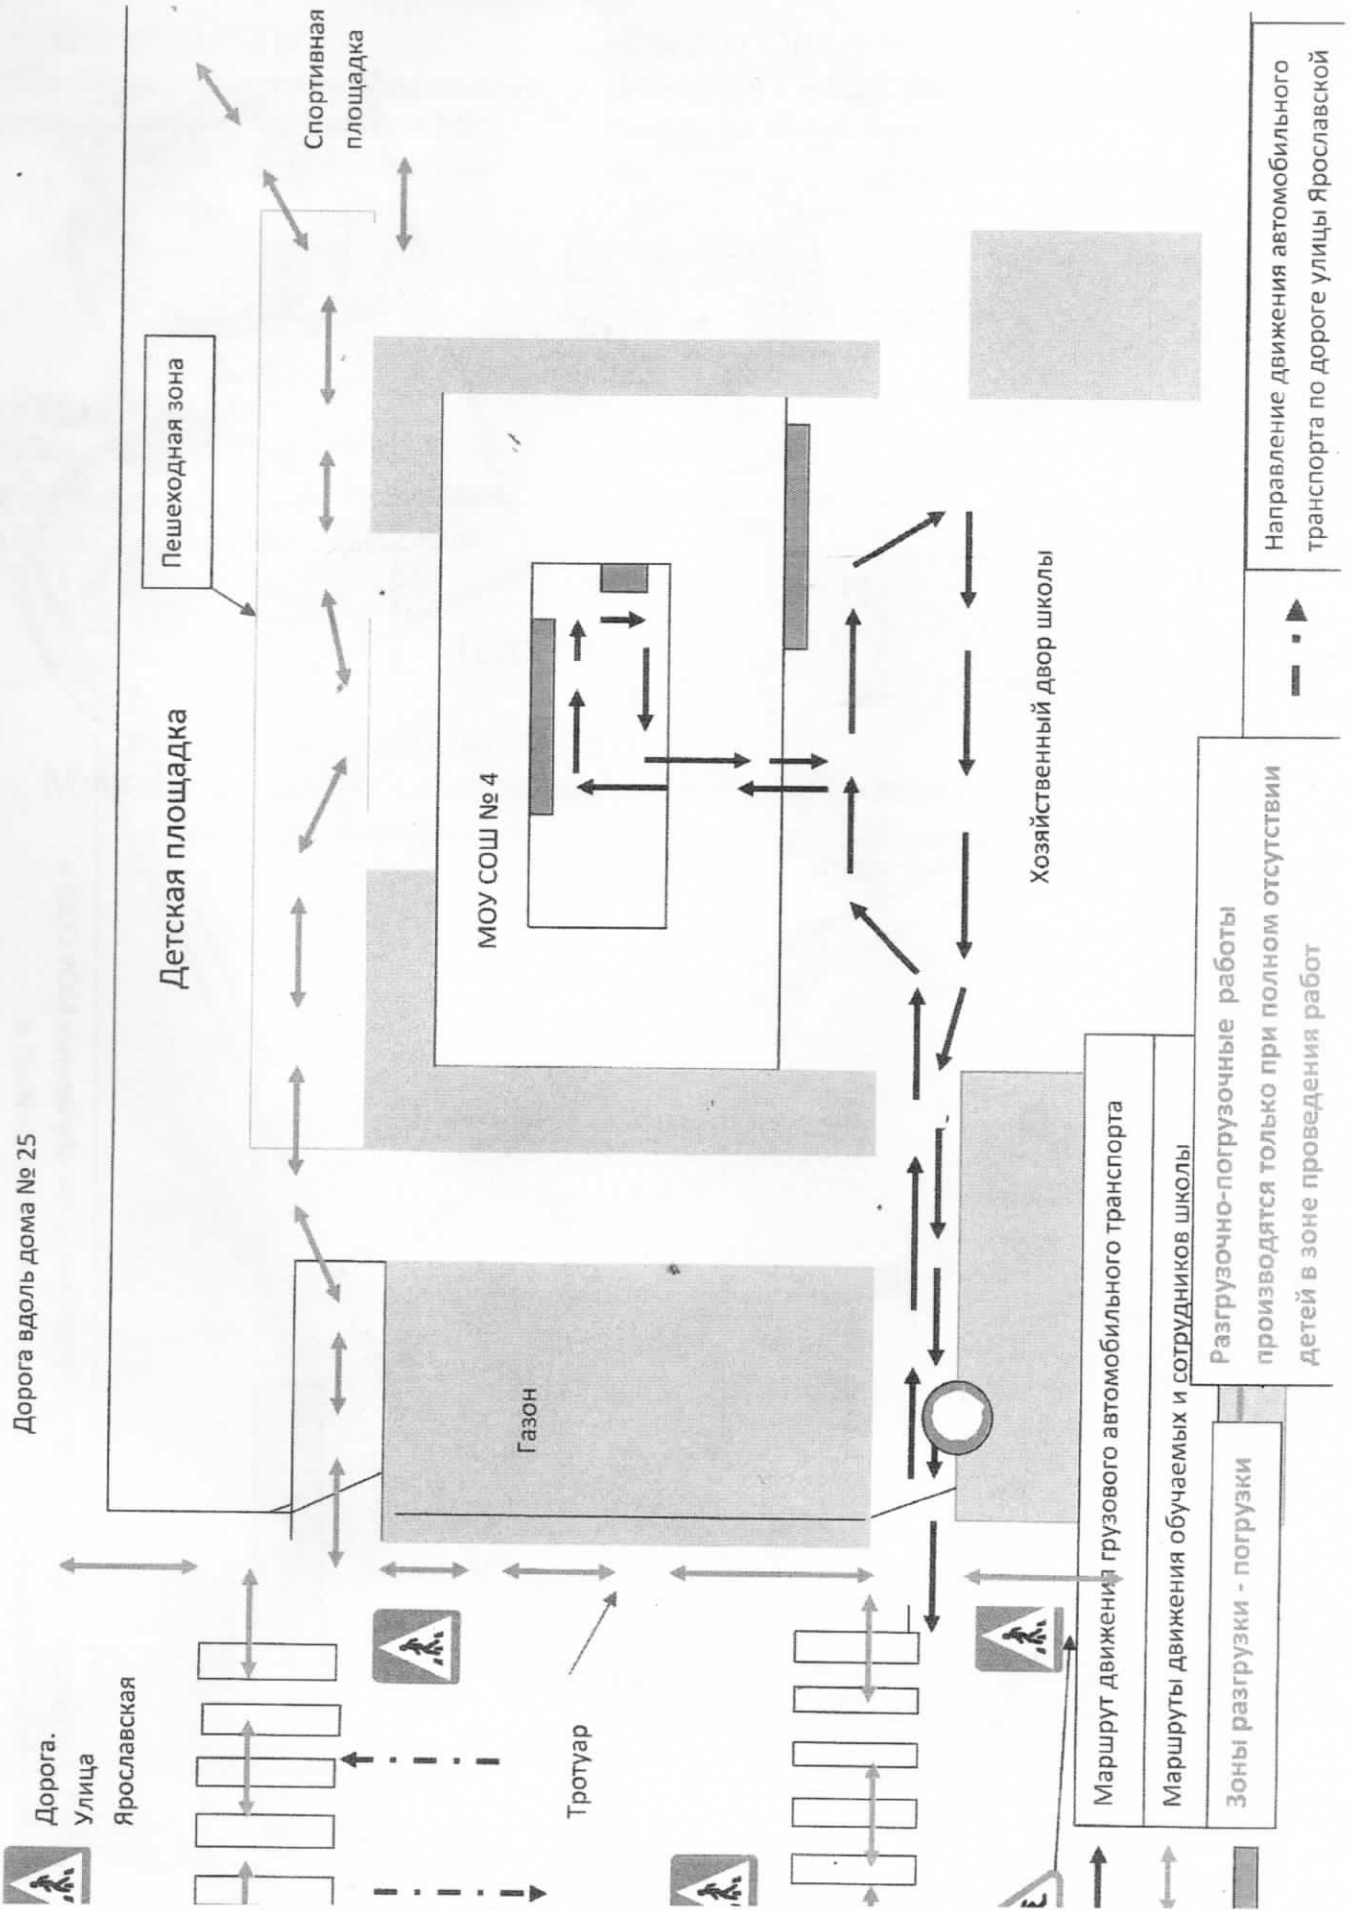 Дорога вдоль дома № 25
Дорога.
Улица
Ярославская
Детская площадка
Пешеходная зона
Спортивная
площадка
Газон
Тротуар
МОУ СОШ № 4
Хозяйственный двор школы
Маршрут движения грузового автомобильного транспорта
Маршруты движения обучаемых и сотрудников школы
Зоны разгрузки - погрузки
Разгрузочно-погрузочные работы
производятся только при полном отсутствии
детей в зоне проведения работ
Направление движения автомобильного
транспорта по дороге улицы Ярославской